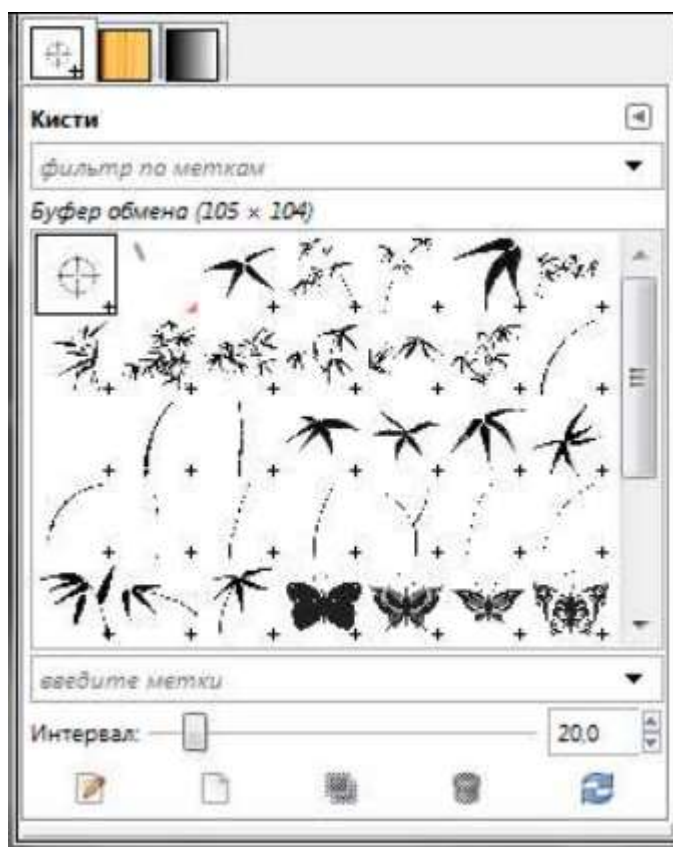 Кисти
фильтр по меткам
Буфер обмена (105 × 104)
введите метки
Интервал:
20,0